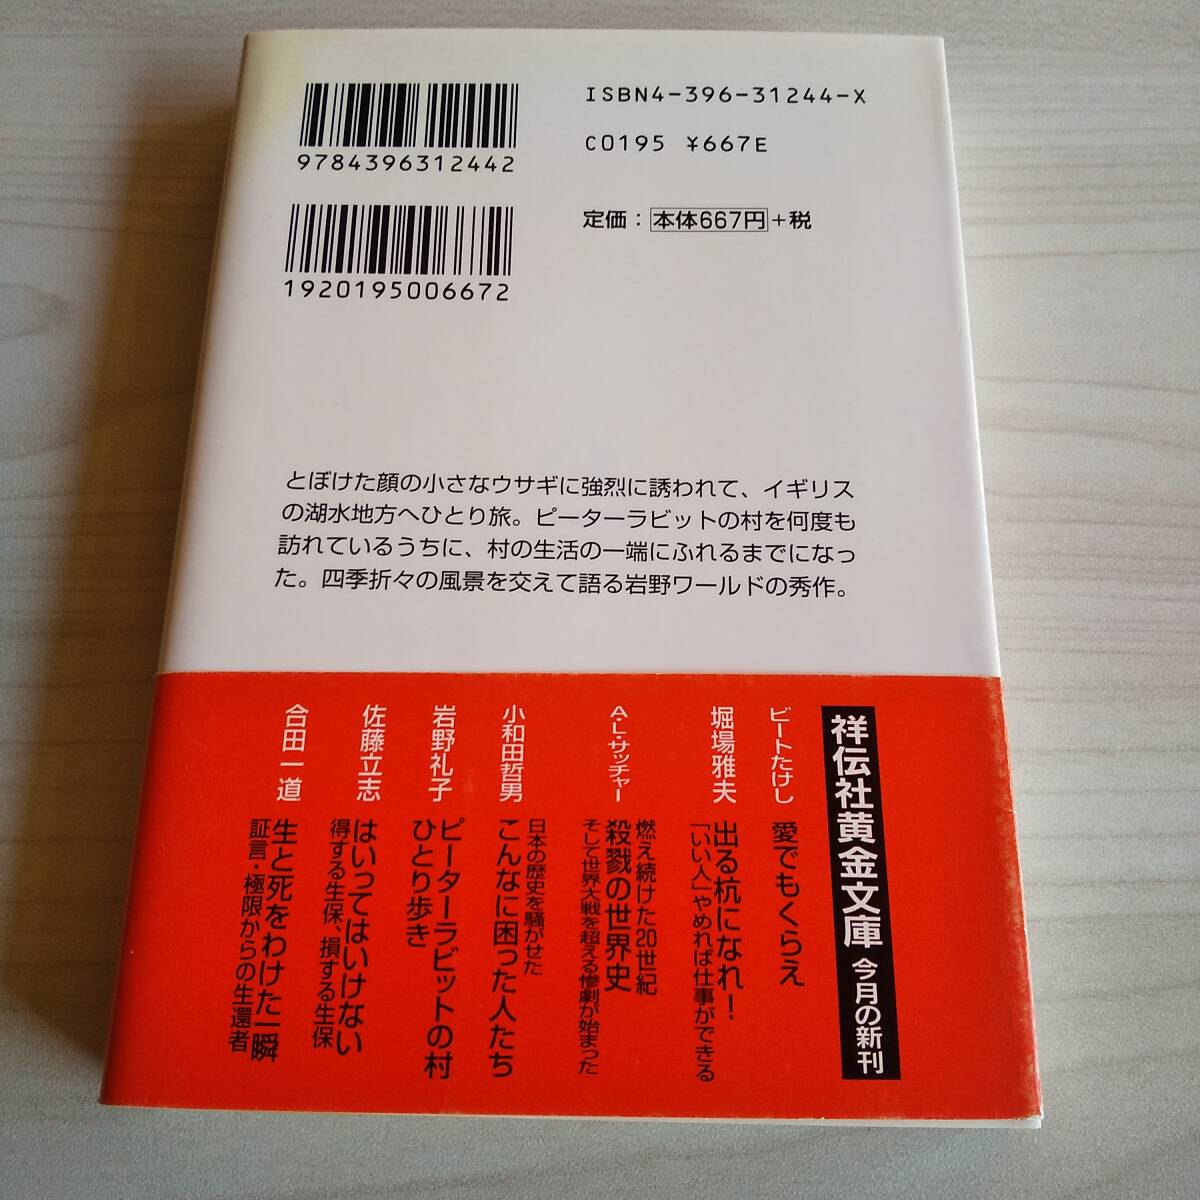 ISBN4-396-31244-X
C0195 ¥667E
9784396312442
定価：本体667円+税
1920195006672
とぼけた顔の小さなウサギに強烈に誘われて、イギリス
の湖水地方へひとり旅。ピーターラビットの村を何度も
訪れているうちに、村の生活の一端にふれるまでになっ
た。四季折々の風景を交えて語る岩野ワールドの秀作。
祥伝社黄金文庫 今月の新刊
ビートたけし 愛でもくらえ
堀場雅夫 出る杭になれ！
「いい人」やめれば仕事ができる
A・L・サッチャー 燃え続けた20世紀
殺戮の世界史
そして世界大戦を超える惨劇が始まった
小和田哲男 日本の歴史を騒がせた
こんなに困った人たち
岩野礼子 ピーターラビットの村
ひとり歩き
佐藤立志 はいってはいけない
得する生保、損する生保
合田一道 生と死をわけた一瞬
証言・極限からの生還者